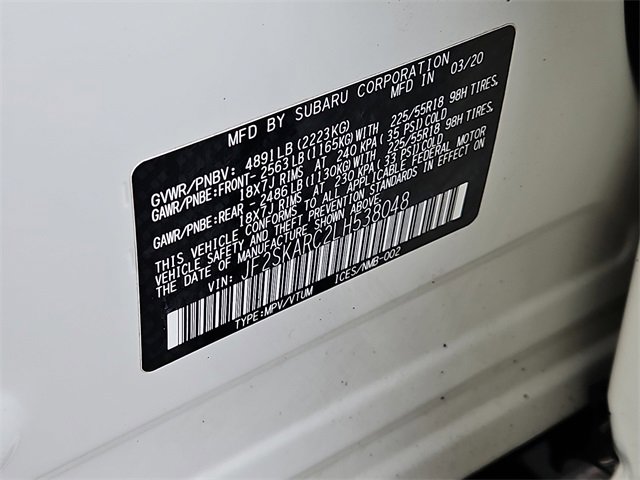 MFD BY SUBARU CORPORATION
MFD IN 03/20
GVWR/PNBV: 4891LB(2223KG)
GAWR/PNBE:FRONT- 2563LB(1165KG)WITH 225/55R18 98H TIRES,
18X7J RIMS AT 240 KPA(35 PSI)COLD
GAWR/PNBE:REAR - 2486LB(1130KG)WITH 225/55R18 98H TIRES,
18X7J RIMS AT 230 KPA(33 PSI)COLD
THIS VEHICLE CONFORMS TO ALL APPLICABLE FEDERAL MOTOR
VEHICLE SAFETY AND THEFT PREVENTION STANDARDS IN EFFECT ON THE
DATE OF MANUFACTURE SHOWN ABOVE.
VIN: JF2SKARC2LH538048
TYPE:MPV/VTUM ICES/NMB-002